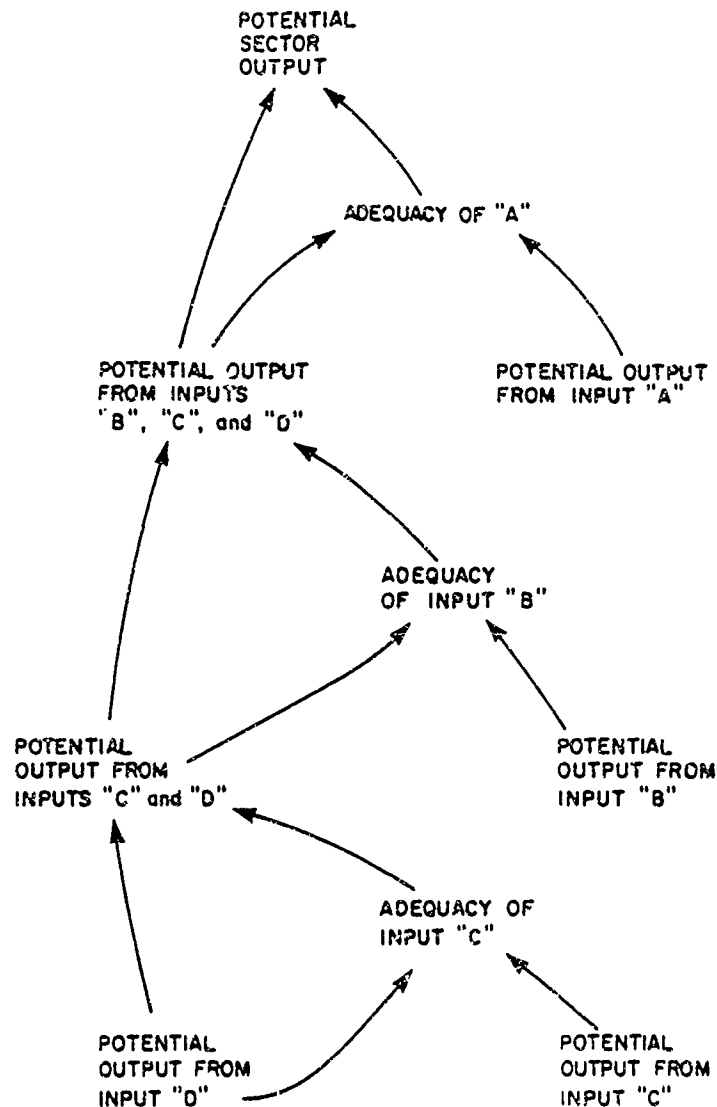 POTENTIAL
SECTOR
OUTPUT
ADEQUACY OF "A"
POTENTIAL OUTPUT
FROM INPUTS
"B", "C", and "D"
POTENTIAL OUTPUT
FROM INPUT "A"
ADEQUACY
OF INPUT "B"
POTENTIAL
OUTPUT FROM
INPUTS "C" and "D"
POTENTIAL
OUTPUT FROM
INPUT "B"
ADEQUACY OF
INPUT "C"
POTENTIAL
OUTPUT FROM
INPUT "D"
POTENTIAL
OUTPUT FROM
INPUT "C"